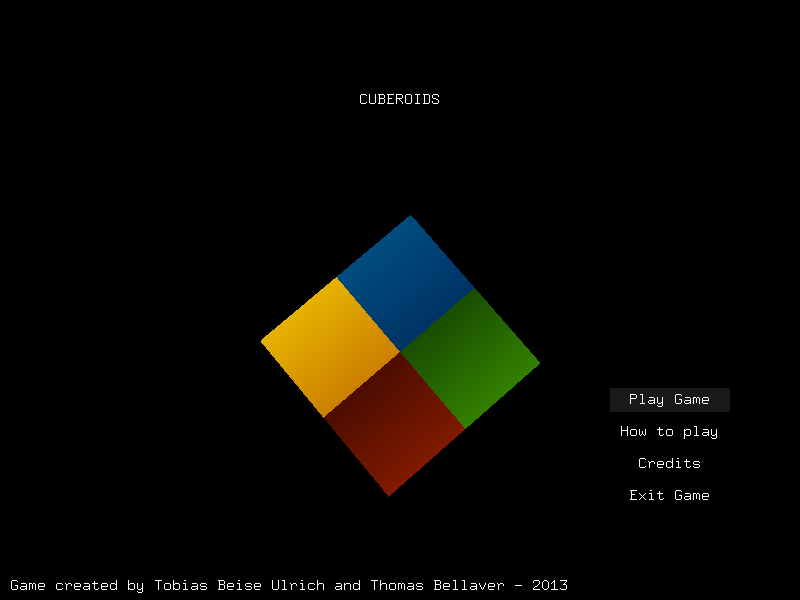 CUBEROIDS
Play Game
How to play
Credits
Exit Game
Game created by Tobias Beise Ulrich and Thomas Bellaver - 2013